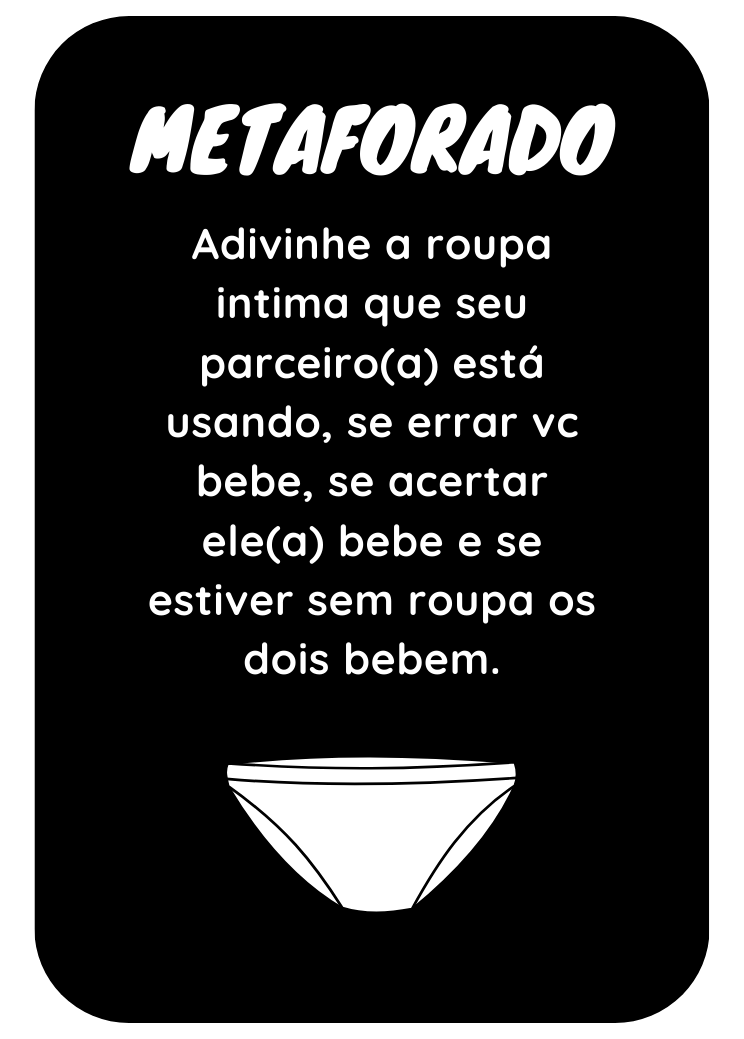 METAFORADO
Adivinhe a roupa
intima que seu
parceiro(a) está
usando, se errar vc
bebe, se acertar
ele(a) bebe e se
estiver sem roupa os
dois bebem.